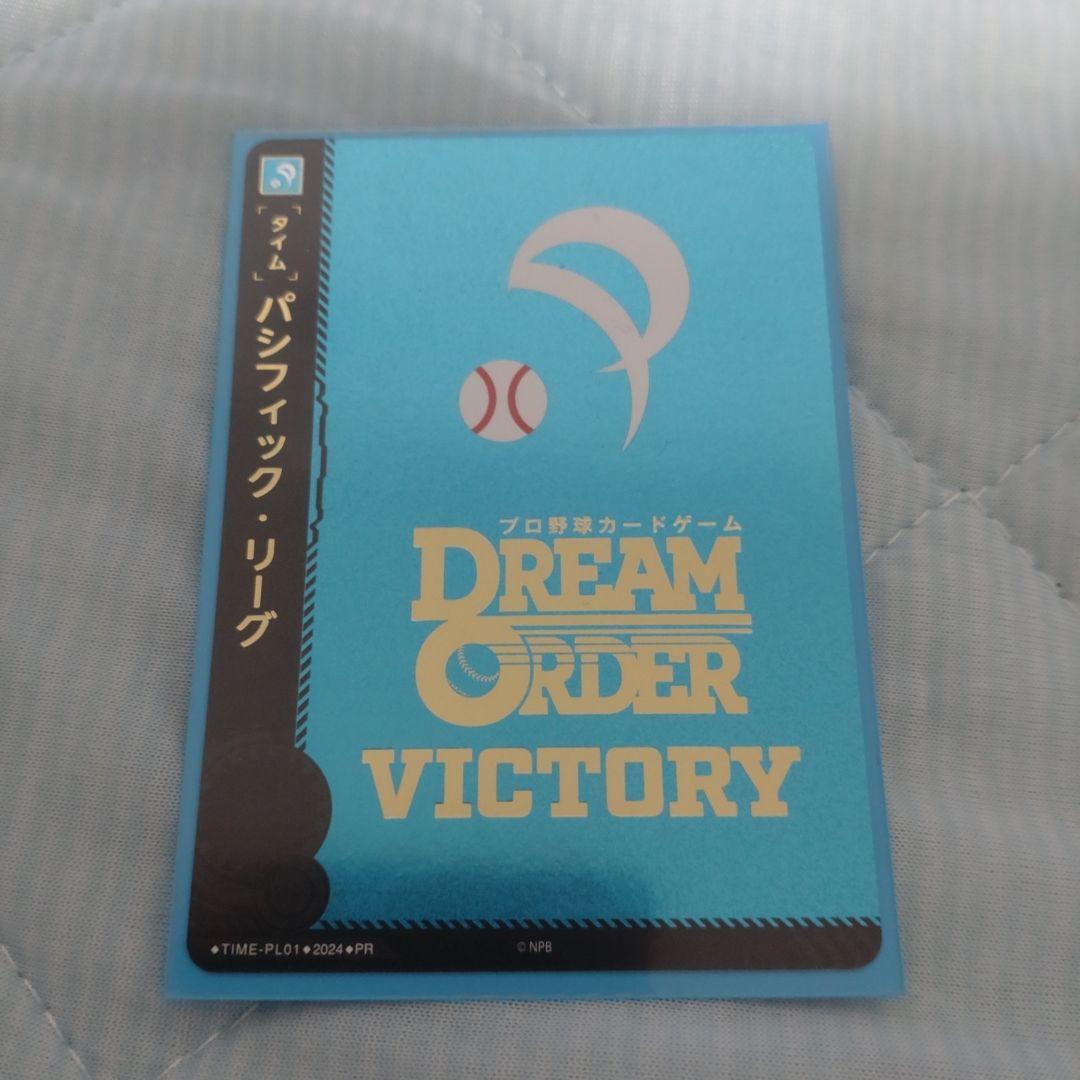 [タイム]
パシフィック・リーグ
プロ野球カードゲーム
DREAM
ORDER
VICTORY
◆TIME-PL01◆2024◆PR
© NPB